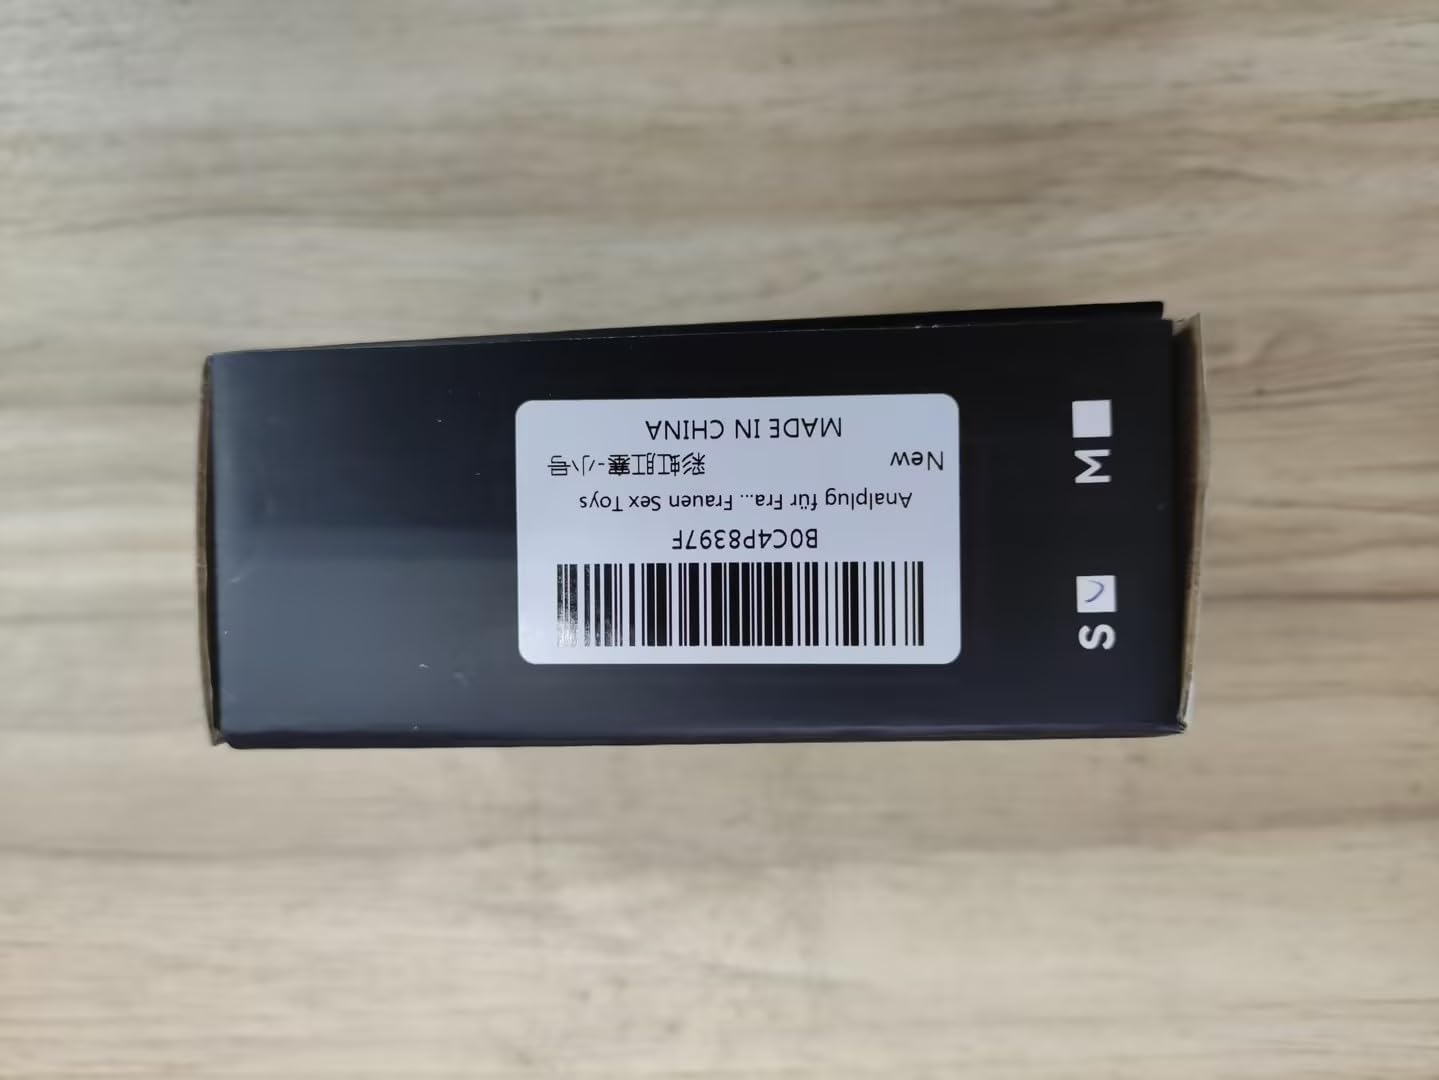 B0C4P8397F
Analplug für Fra... Frauen Sex Toys
New
彩虹肛塞-小号
MADE IN CHINA
S
M